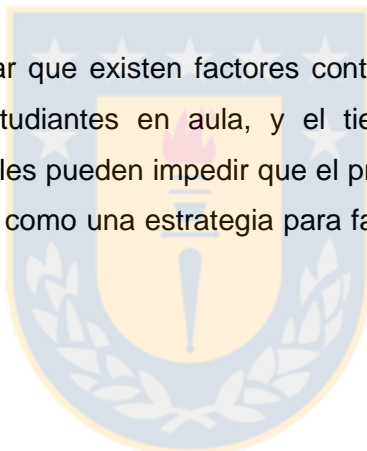 ar que existen factores cont
tudiantes en aula, y el tie
les pueden impedir que el pr
como una estrategia para fa